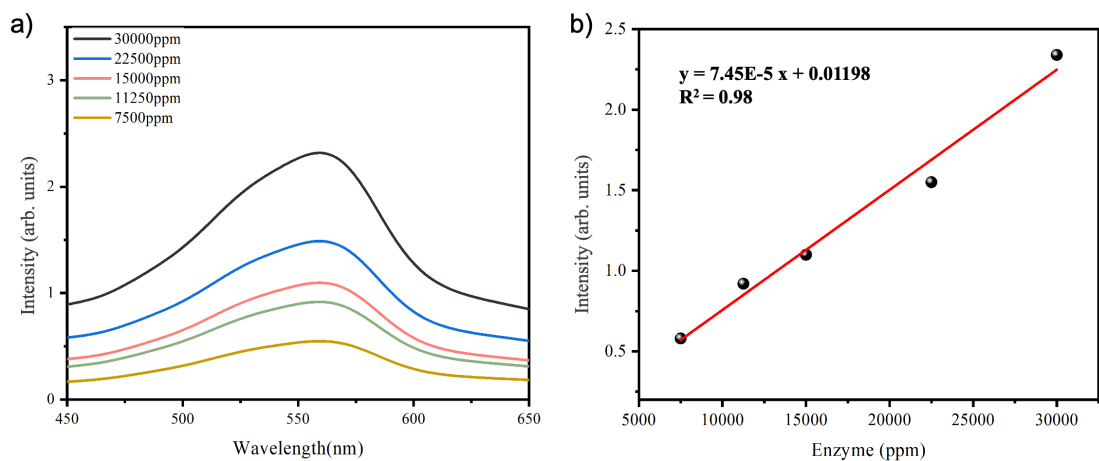 a)
30000ppm
22500ppm
15000ppm
11250ppm
7500ppm
3
2
1
0
450
500
550
600
650
Intensity (arb. units)
Wavelength(nm)
b)
y = 7.45E-5 x + 0.01198
R² = 0.98
2.5
2.0
1.5
1.0
0.5
5000
10000
15000
20000
25000
30000
Intensity (arb. units)
Enzyme (ppm)